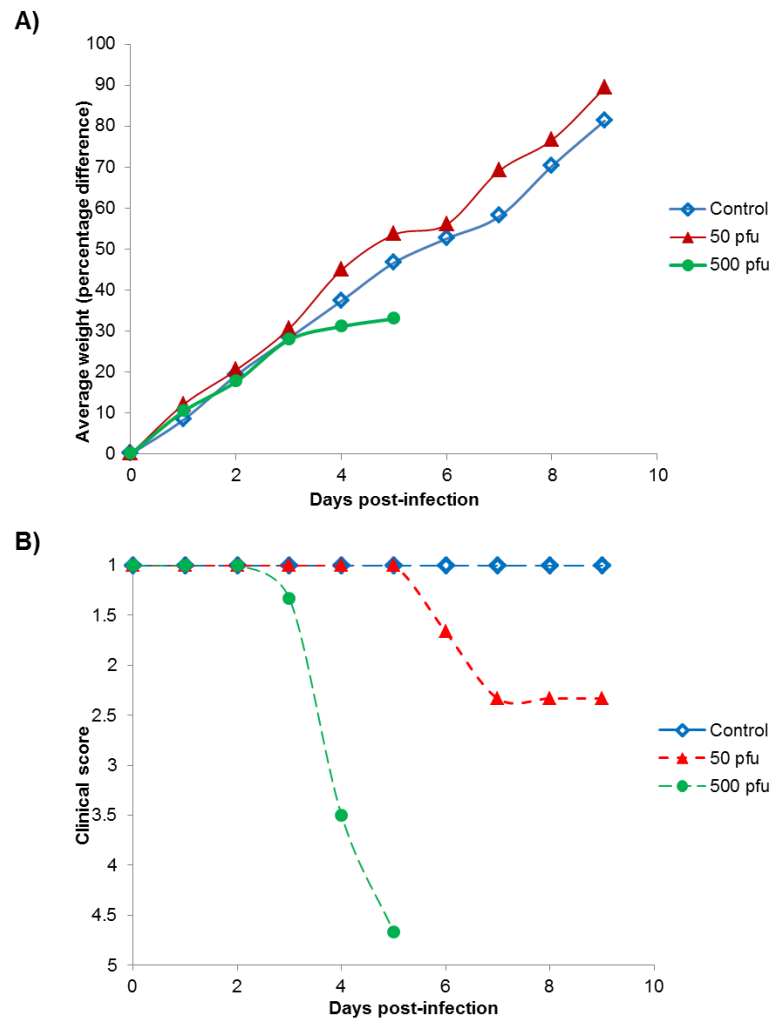 A)
Average weight (percentage difference)
100
90
80
70
60
50
40
30
20
10
0
0 2 4 6 8 10
Days post-infection
Control
50 pfu
500 pfu
B)
Clinical score
1
1.5
2
2.5
3
3.5
4
4.5
5
0 2 4 6 8 10
Days post-infection
Control
50 pfu
500 pfu